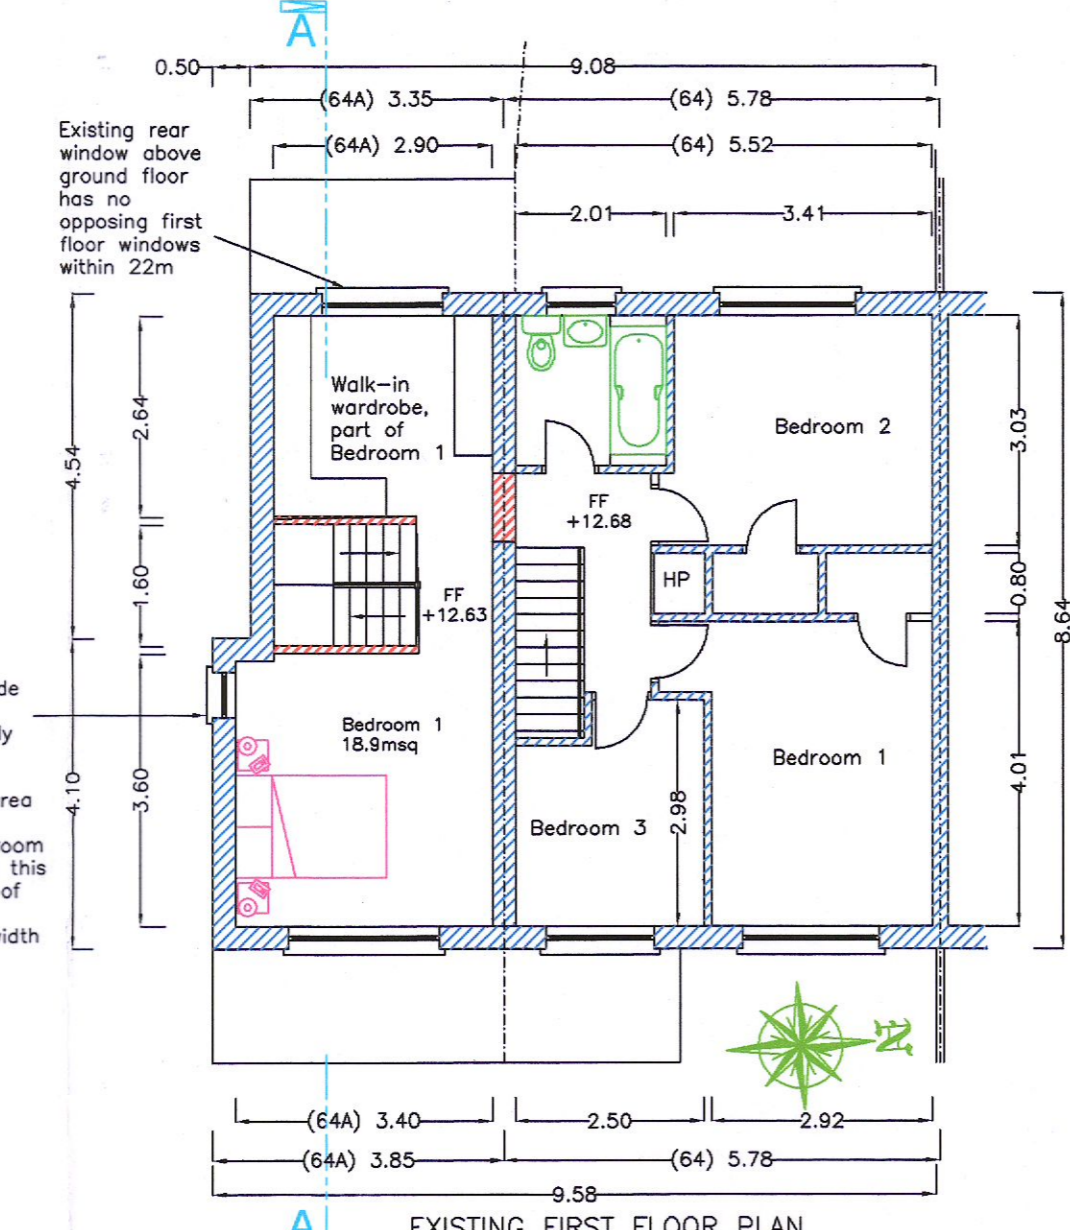 A
0.50
9.08
(64A) 3.35
(64) 5.78
(64A) 2.90
(64) 5.52
2.01
3.41
Existing rear
window above
ground floor
has no
opposing first
floor windows
within 22m
Walk-in
wardrobe,
part of
Bedroom 1
Bedroom 2
FF
+12.68
HP
FF
+12.63
4.54
2.64
1.60
3.03
0.80
8.64
4.01
Bedroom 1
18.9msq
Bedroom 1
Bedroom 3
2.98
4.10
3.60
de
ly
rea
oom
this
of
idth
N
(64A) 3.40
2.50
2.92
(64A) 3.85
(64) 5.78
9.58
A
EXISTING FIRST FLOOR PLAN